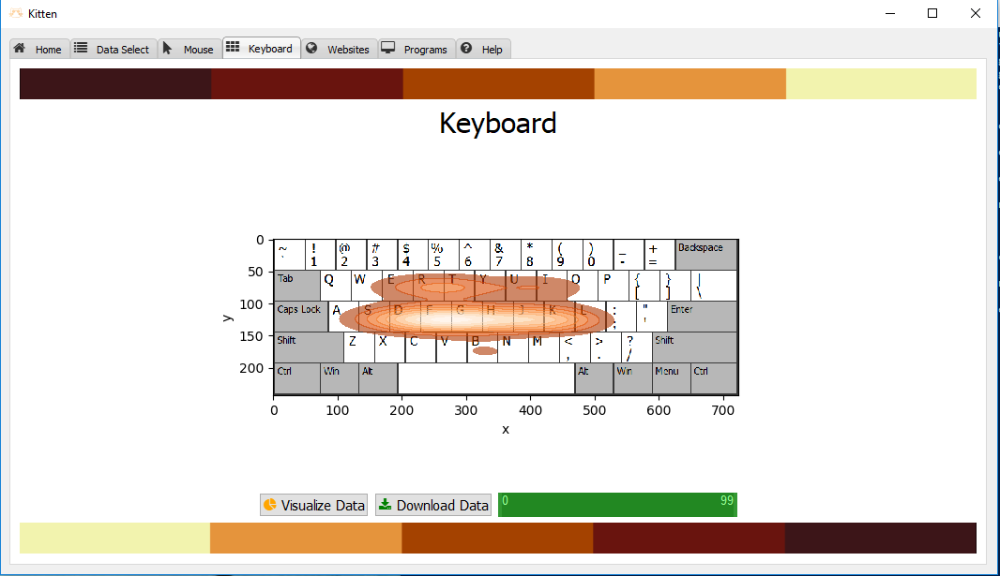 Kitten
Home Data Select Mouse Keyboard Websites Programs Help
Keyboard
0
50
100
150
200
y
~ ! @ # $ % ^ & * ( ) _ + Backspace
` 1 2 3 4 5 6 7 8 9 0 - =
Tab Q W E R T Y U I O P { } |
[ ] \
Caps Lock A S D F G H J K L : " Enter
; '
Shift Z X C V B N M < > ? Shift
, . /
Ctrl Win Alt Alt Win Menu Ctrl
0 100 200 300 400 500 600 700
x
Visualize Data Download Data 0 99